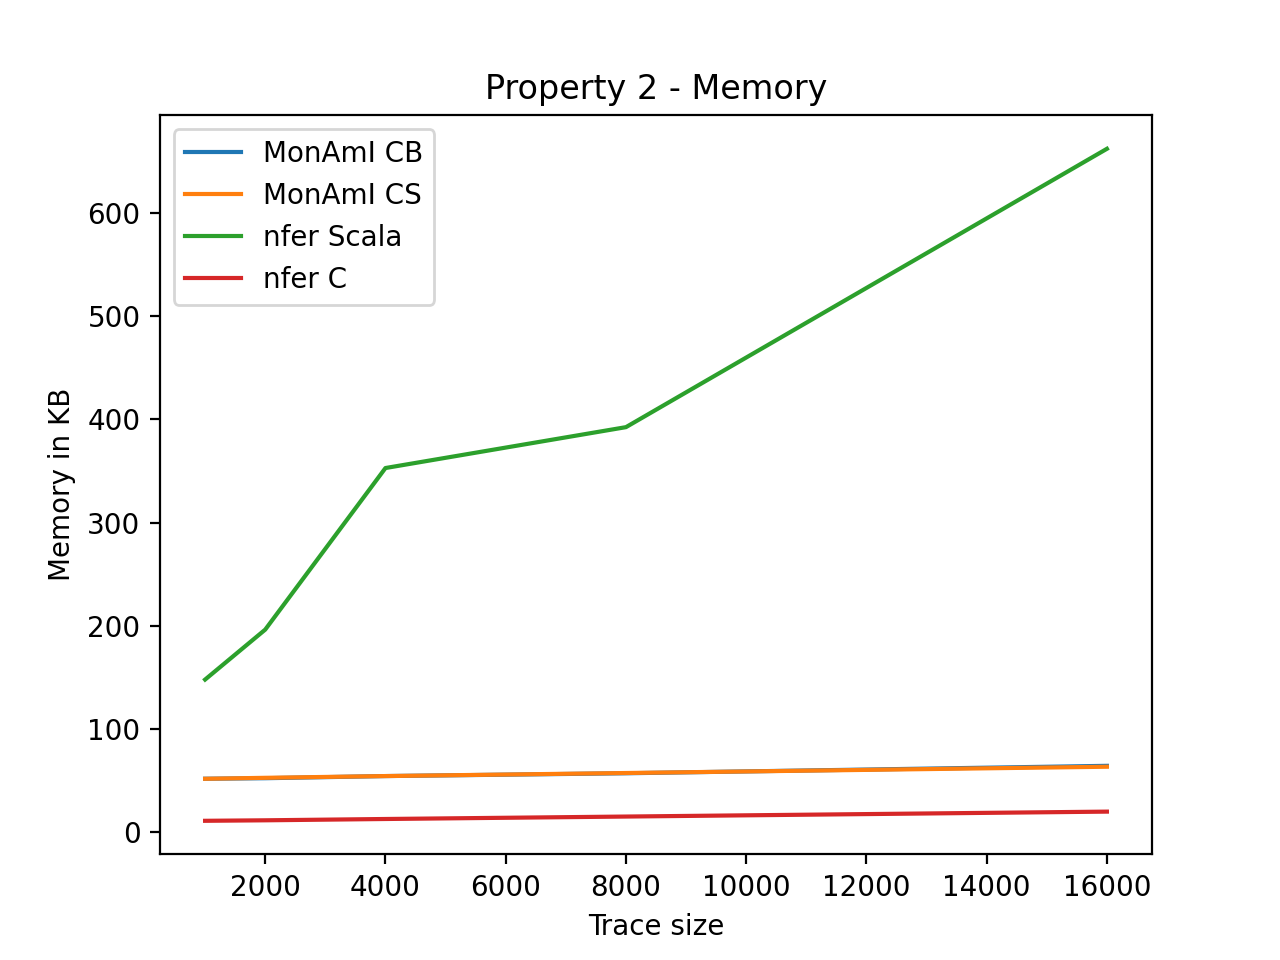 Property 2 - Memory
MonAmI CB
MonAmI CS
nfer Scala
nfer C
600
500
400
300
200
100
0
Memory in KB
2000 4000 6000 8000 10000 12000 14000 16000
Trace size